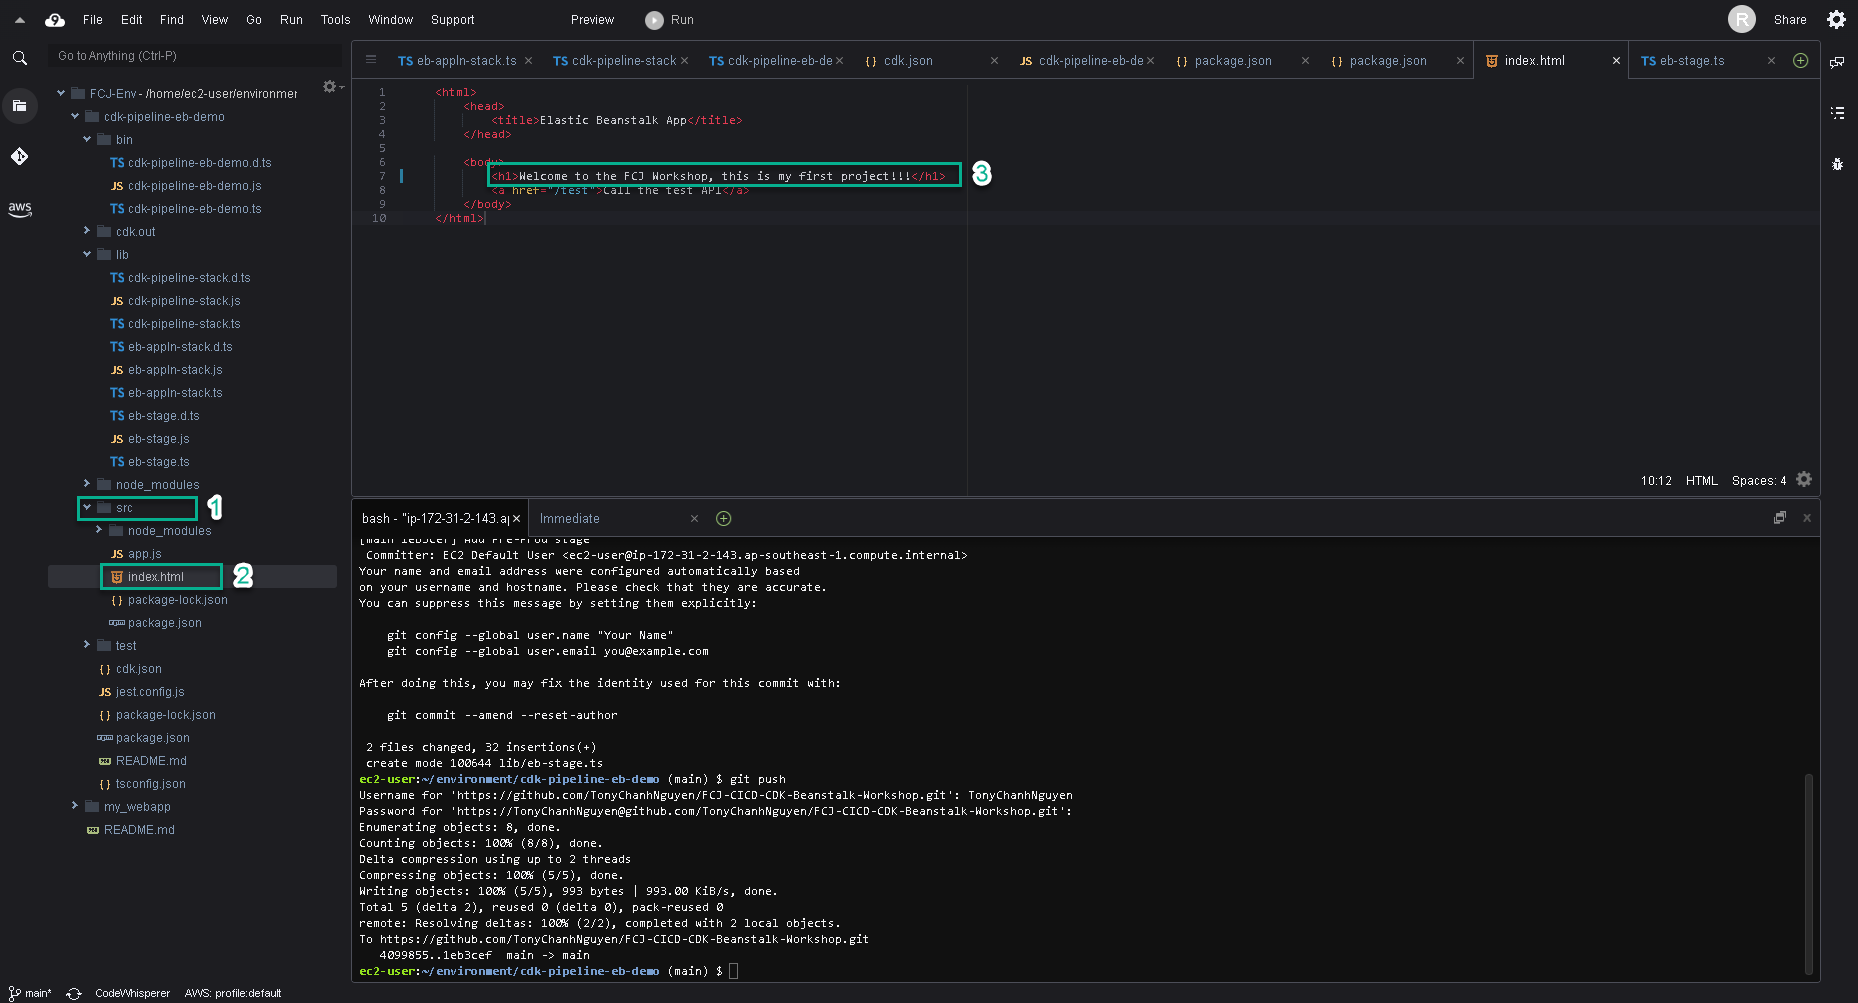 File Edit Find View Go Run Tools Window Support Preview Run R Share
Go to Anything (Ctrl-P)
FCJ-Env - /home/ec2-user/environmer
cdk-pipeline-eb-demo
bin
TS cdk-pipeline-eb-demo.d.ts
JS cdk-pipeline-eb-demo.js
TS cdk-pipeline-eb-demo.ts
cdk.out
lib
TS cdk-pipeline-stack.d.ts
JS cdk-pipeline-stack.js
TS cdk-pipeline-stack.ts
TS eb-appln-stack.d.ts
JS eb-appln-stack.js
TS eb-appln-stack.ts
TS eb-stage.d.ts
JS eb-stage.js
TS eb-stage.ts
node_modules
src 1
node_modules
JS app.js
index.html 2
{} package-lock.json
package.json
test
{} cdk.json
JS jest.config.js
{} package-lock.json
package.json
README.md
{} tsconfig.json
my_webapp
README.md
aws
TS eb-appln-stack.ts TS cdk-pipeline-stack TS cdk-pipeline-eb-de {} cdk.json JS cdk-pipeline-eb-de {} package.json {} package.json index.html TS eb-stage.ts
1 <html>
2 <head>
3 <title>Elastic Beanstalk App</title>
4 </head>
5
6 <body>
7 <h1>Welcome to the FCJ Workshop, this is my first project!!!</h1> 3
8 <a href="/test">Call the test API</a>
9 </body>
10 </html>
10:12 HTML Spaces: 4
bash - "ip-172-31-2-143.ap Immediate
[main 1eb3cef] Add Pre-Prod stage
Committer: EC2 Default User <ec2-user@ip-172-31-2-143.ap-southeast-1.compute.internal>
Your name and email address were configured automatically based
on your username and hostname. Please check that they are accurate.
You can suppress this message by setting them explicitly:
git config --global user.name "Your Name"
git config --global user.email you@example.com
After doing this, you may fix the identity used for this commit with:
git commit --amend --reset-author
2 files changed, 32 insertions(+)
create mode 100644 lib/eb-stage.ts
ec2-user:~/environment/cdk-pipeline-eb-demo (main) $ git push
Username for 'https://github.com/TonyChanhNguyen/FCJ-CICD-CDK-Beanstalk-Workshop.git': TonyChanhNguyen
Password for 'https://TonyChanhNguyen@github.com/TonyChanhNguyen/FCJ-CICD-CDK-Beanstalk-Workshop.git':
Enumerating objects: 8, done.
Counting objects: 100% (8/8), done.
Delta compression using up to 2 threads
Compressing objects: 100% (5/5), done.
Writing objects: 100% (5/5), 993 bytes | 993.00 KiB/s, done.
Total 5 (delta 2), reused 0 (delta 0), pack-reused 0
remote: Resolving deltas: 100% (2/2), completed with 2 local objects.
To https://github.com/TonyChanhNguyen/FCJ-CICD-CDK-Beanstalk-Workshop.git
4099855..1eb3cef main -> main
ec2-user:~/environment/cdk-pipeline-eb-demo (main) $
main* CodeWhisperer AWS: profile:default